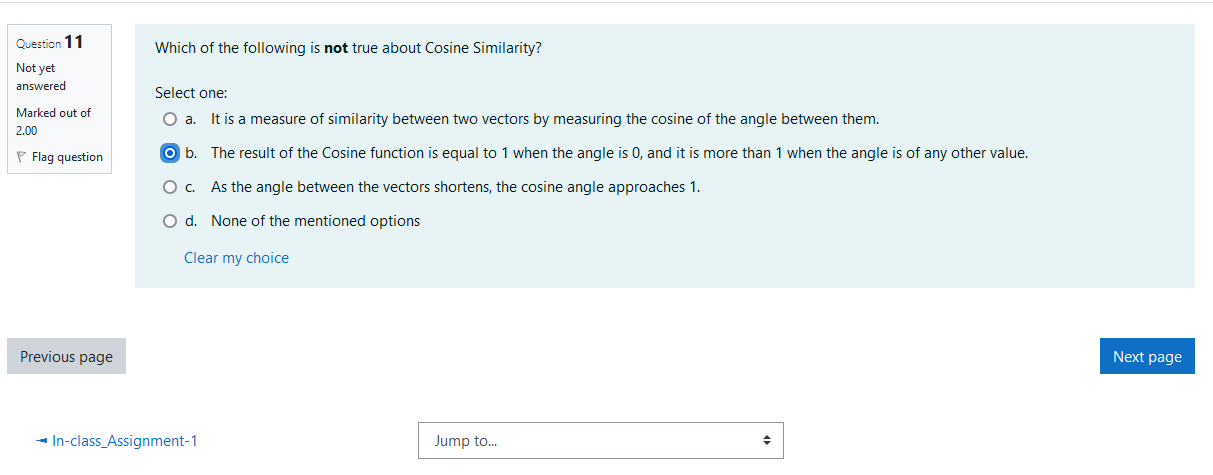 Question 11
Not yet
answered
Marked out of
2.00
Flag question
Which of the following is not true about Cosine Similarity?
Select one:
a. It is a measure of similarity between two vectors by measuring the cosine of the angle between them.
b. The result of the Cosine function is equal to 1 when the angle is 0, and it is more than 1 when the angle is of any other value.
c. As the angle between the vectors shortens, the cosine angle approaches 1.
d. None of the mentioned options
Clear my choice
Previous page
Next page
◄ In-class_Assignment-1
Jump to...